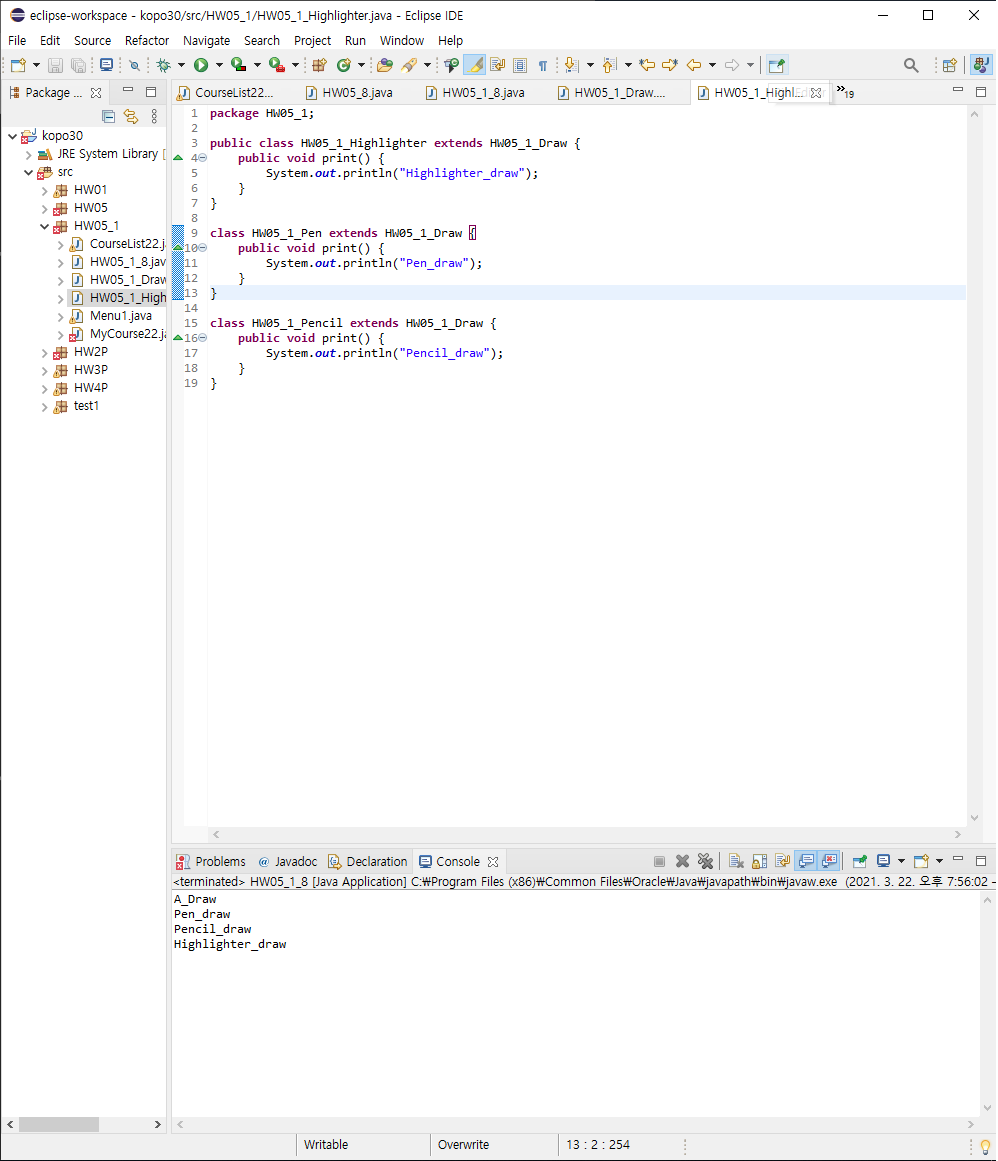 eclipse-workspace - kopo30/src/HW05_1/HW05_1_Highlighter.java - Eclipse IDE
File Edit Source Refactor Navigate Search Project Run Window Help
Package ...
CourseList22... HW05_8.java HW05_1_8.java HW05_1_Draw.... HW05_1_Highl... »19
kopo30
JRE System Library [
src
HW01
HW05
HW05_1
CourseList22.j
HW05_1_8.jav
HW05_1_Draw
HW05_1_High
Menu1.java
MyCourse22.ja
HW2P
HW3P
HW4P
test1
1 package HW05_1;
2
3 public class HW05_1_Highlighter extends HW05_1_Draw {
4 public void print() {
5 System.out.println("Highlighter_draw");
6 }
7 }
8
9 class HW05_1_Pen extends HW05_1_Draw {
10 public void print() {
11 System.out.println("Pen_draw");
12 }
13 }
14
15 class HW05_1_Pencil extends HW05_1_Draw {
16 public void print() {
17 System.out.println("Pencil_draw");
18 }
19 }
Problems @ Javadoc Declaration Console
<terminated> HW05_1_8 [Java Application] C:₩Program Files (x86)₩Common Files₩Oracle₩Java₩javapath₩bin₩javaw.exe (2021. 3. 22. 오후 7:56:02 –
A_Draw
Pen_draw
Pencil_draw
Highlighter_draw
Writable Overwrite 13 : 2 : 254